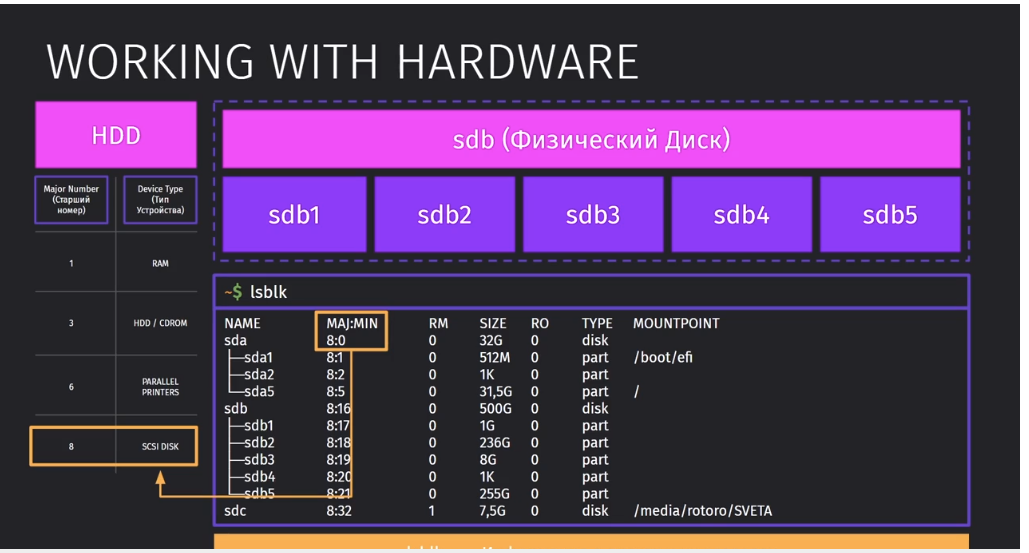 WORKING WITH HARDWARE
HDD
Major Number
(Старший
номер)
Device Type
(Тип
Устройства)
1 RAM
3 HDD / CDROM
6 PARALLEL
PRINTERS
8 SCSI DISK
sdb (Физический Диск)
sdb1 sdb2 sdb3 sdb4 sdb5
~$ lsblk
NAME MAJ:MIN RM SIZE RO TYPE MOUNTPOINT
sda 8:0 0 32G 0 disk
├─sda1 8:1 0 512M 0 part /boot/efi
├─sda2 8:2 0 1K 0 part
└─sda5 8:5 0 31,5G 0 part /
sdb 8:16 0 500G 0 disk
├─sdb1 8:17 0 1G 0 part
├─sdb2 8:18 0 236G 0 part
├─sdb3 8:19 0 8G 0 part
├─sdb4 8:20 0 1K 0 part
└─sdb5 8:21 0 255G 0 part
sdc 8:32 1 7,5G 0 disk /media/rotoro/SVETA